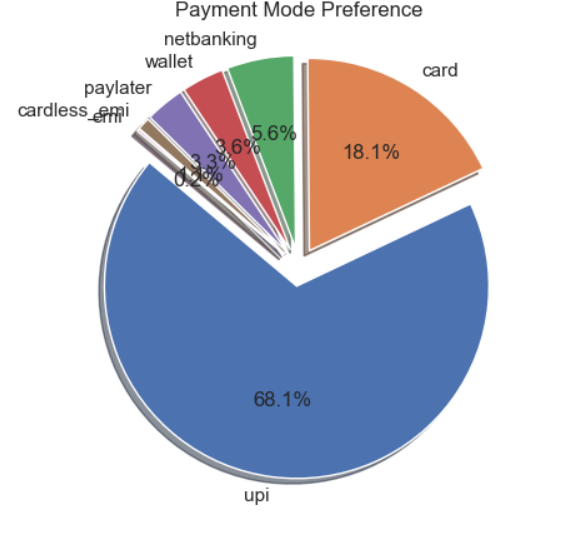 Payment Mode Preference
netbanking
wallet
card
paylater
cardless_emi
emi
5.6%
3.6%
18.1%
3.3%
0.2%
68.1%
upi